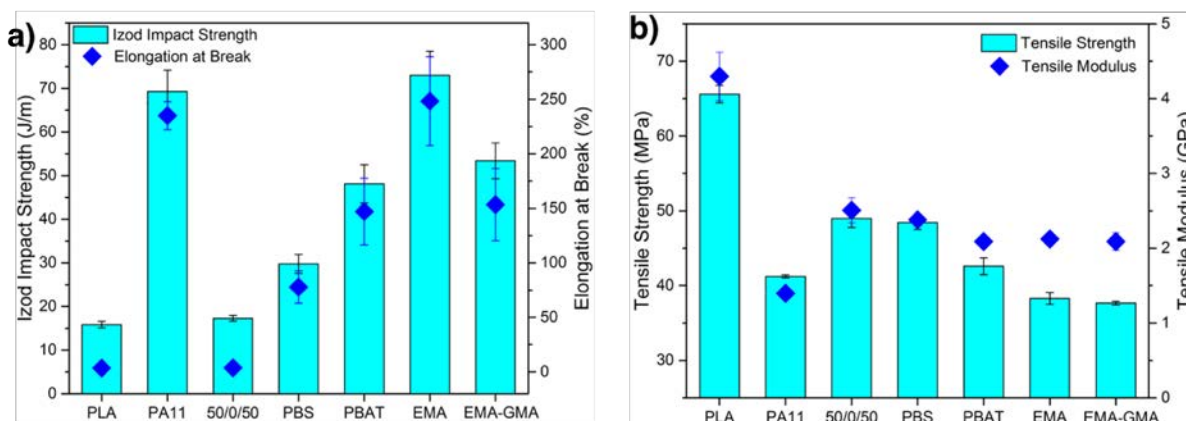 a)
Izod Impact Strength
Elongation at Break
Izod Impact Strength (J/m)
80
70
60
50
40
30
20
10
0
Elongation at Break (%)
300
250
200
150
100
50
0
PLA PA11 50/0/50 PBS PBAT EMA EMA-GMA
b)
Tensile Strength
Tensile Modulus
Tensile Strength (MPa)
70
60
50
40
30
Tensile Modulus (GPa)
5
4
3
2
1
0
PLA PA11 50/0/50 PBS PBAT EMA EMA-GMA